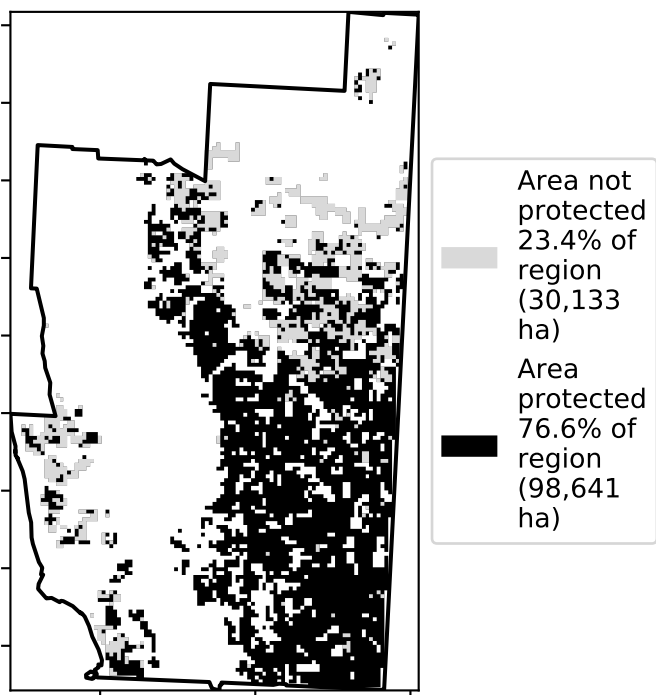 Area not
protected
23.4% of
region
(30,133
ha)
Area
protected
76.6% of
region
(98,641
ha)